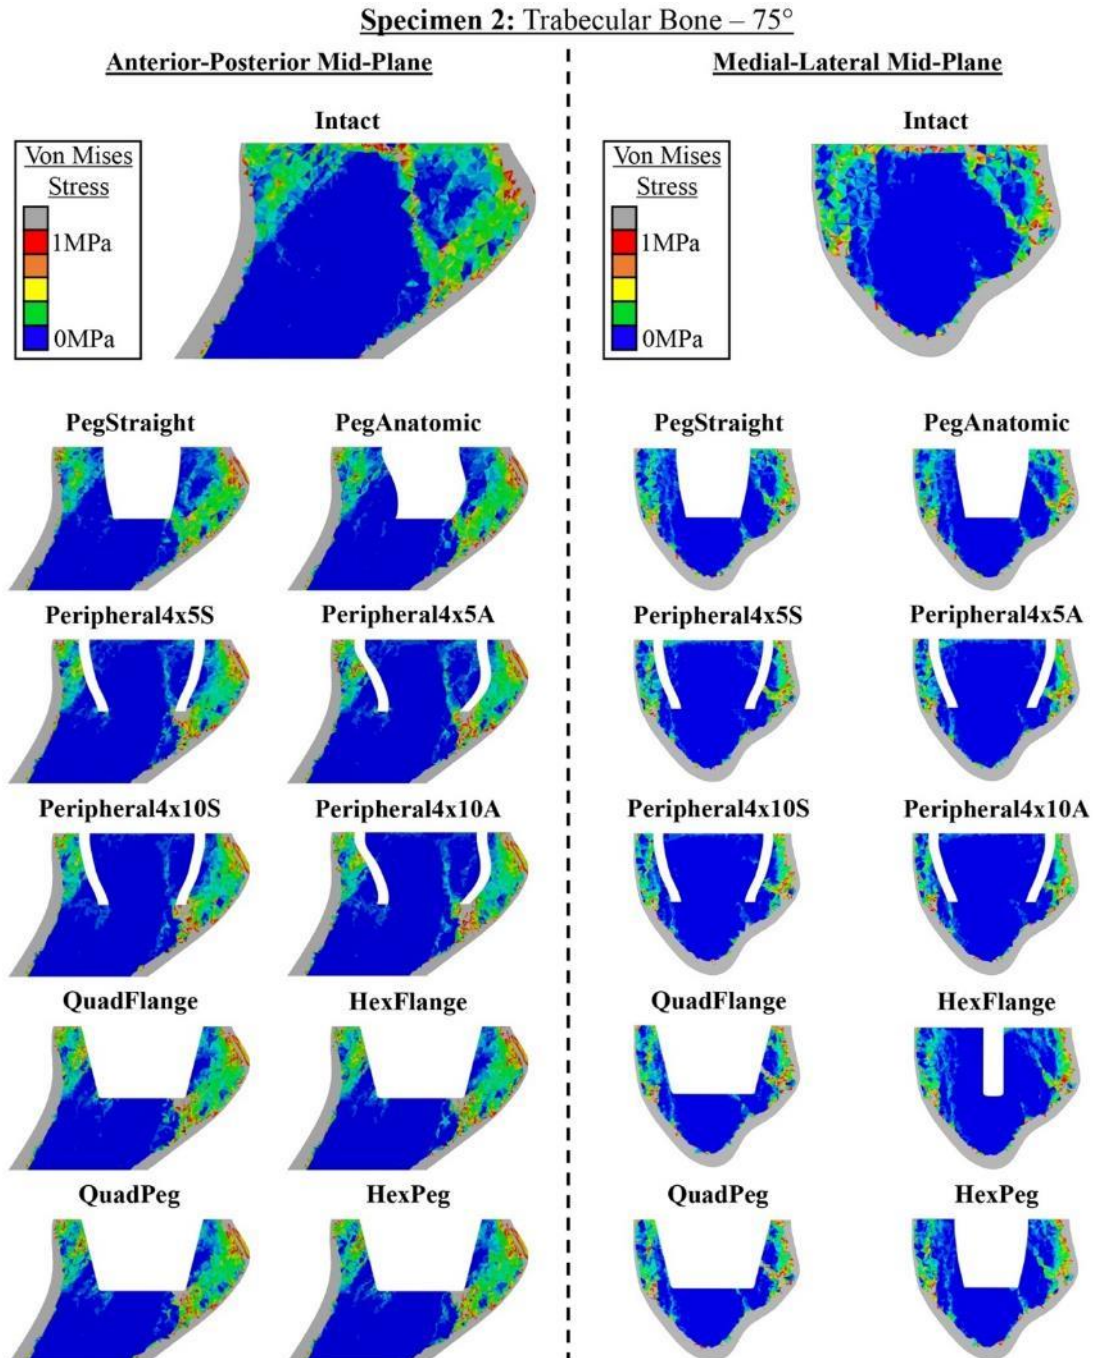 Specimen 2: Trabecular Bone – 75°
Anterior-Posterior Mid-Plane
Intact
Von Mises
Stress
1MPa
0MPa
PegStraight PegAnatomic
Peripheral4x5S Peripheral4x5A
Peripheral4x10S Peripheral4x10A
QuadFlange HexFlange
QuadPeg HexPeg
Medial-Lateral Mid-Plane
Intact
Von Mises
Stress
1MPa
0MPa
PegStraight PegAnatomic
Peripheral4x5S Peripheral4x5A
Peripheral4x10S Peripheral4x10A
QuadFlange HexFlange
QuadPeg HexPeg